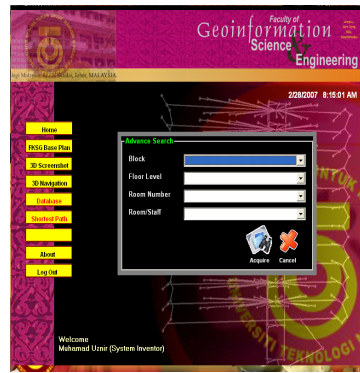 Faculty of
Geoinformation
Science &
Engineering
MALAYSIA
2/28/2007 8:15:01 AM
Home
FKSG Base Plan
3D Screenshot
3D Navigation
Database
Shortest Path
About
Log Out
Advance Search
Block
Floor Level
Room Number
Room/Staff
Acquire Cancel
UNIVERSITI TEKNOLOGI
Welcome
Muhamad Uznir (System Inventor)